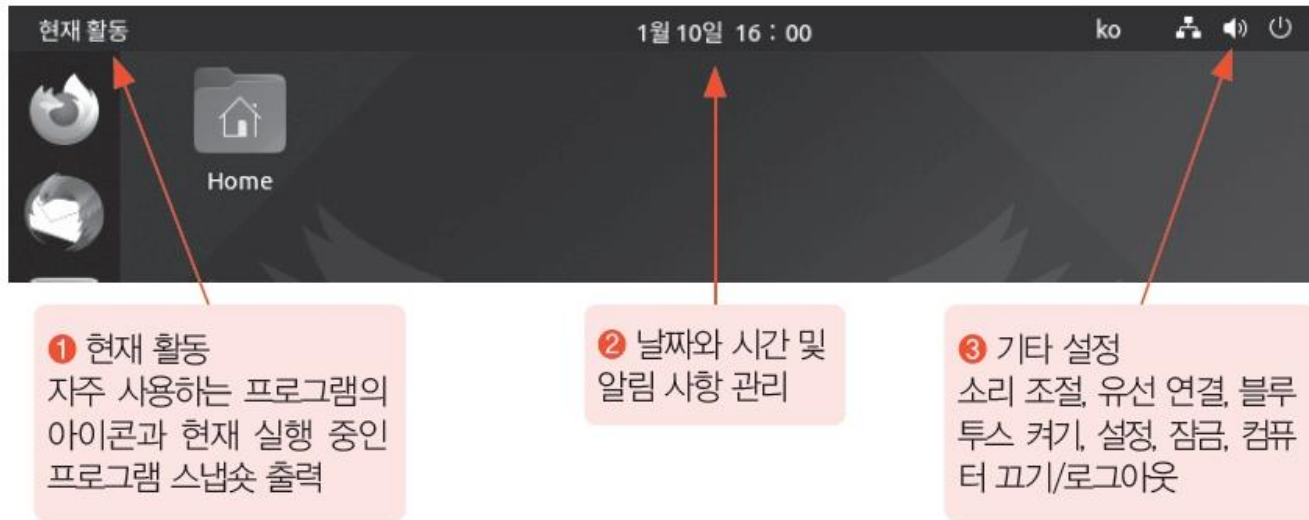 현재 활동
1월 10일 16 : 00
ko
Home
❶ 현재 활동
자주 사용하는 프로그램의
아이콘과 현재 실행 중인
프로그램 스냅숏 출력
❷ 날짜와 시간 및
알림 사항 관리
❸ 기타 설정
소리 조절, 유선 연결, 블루
투스 켜기, 설정, 잠금, 컴퓨
터 끄기/로그아웃